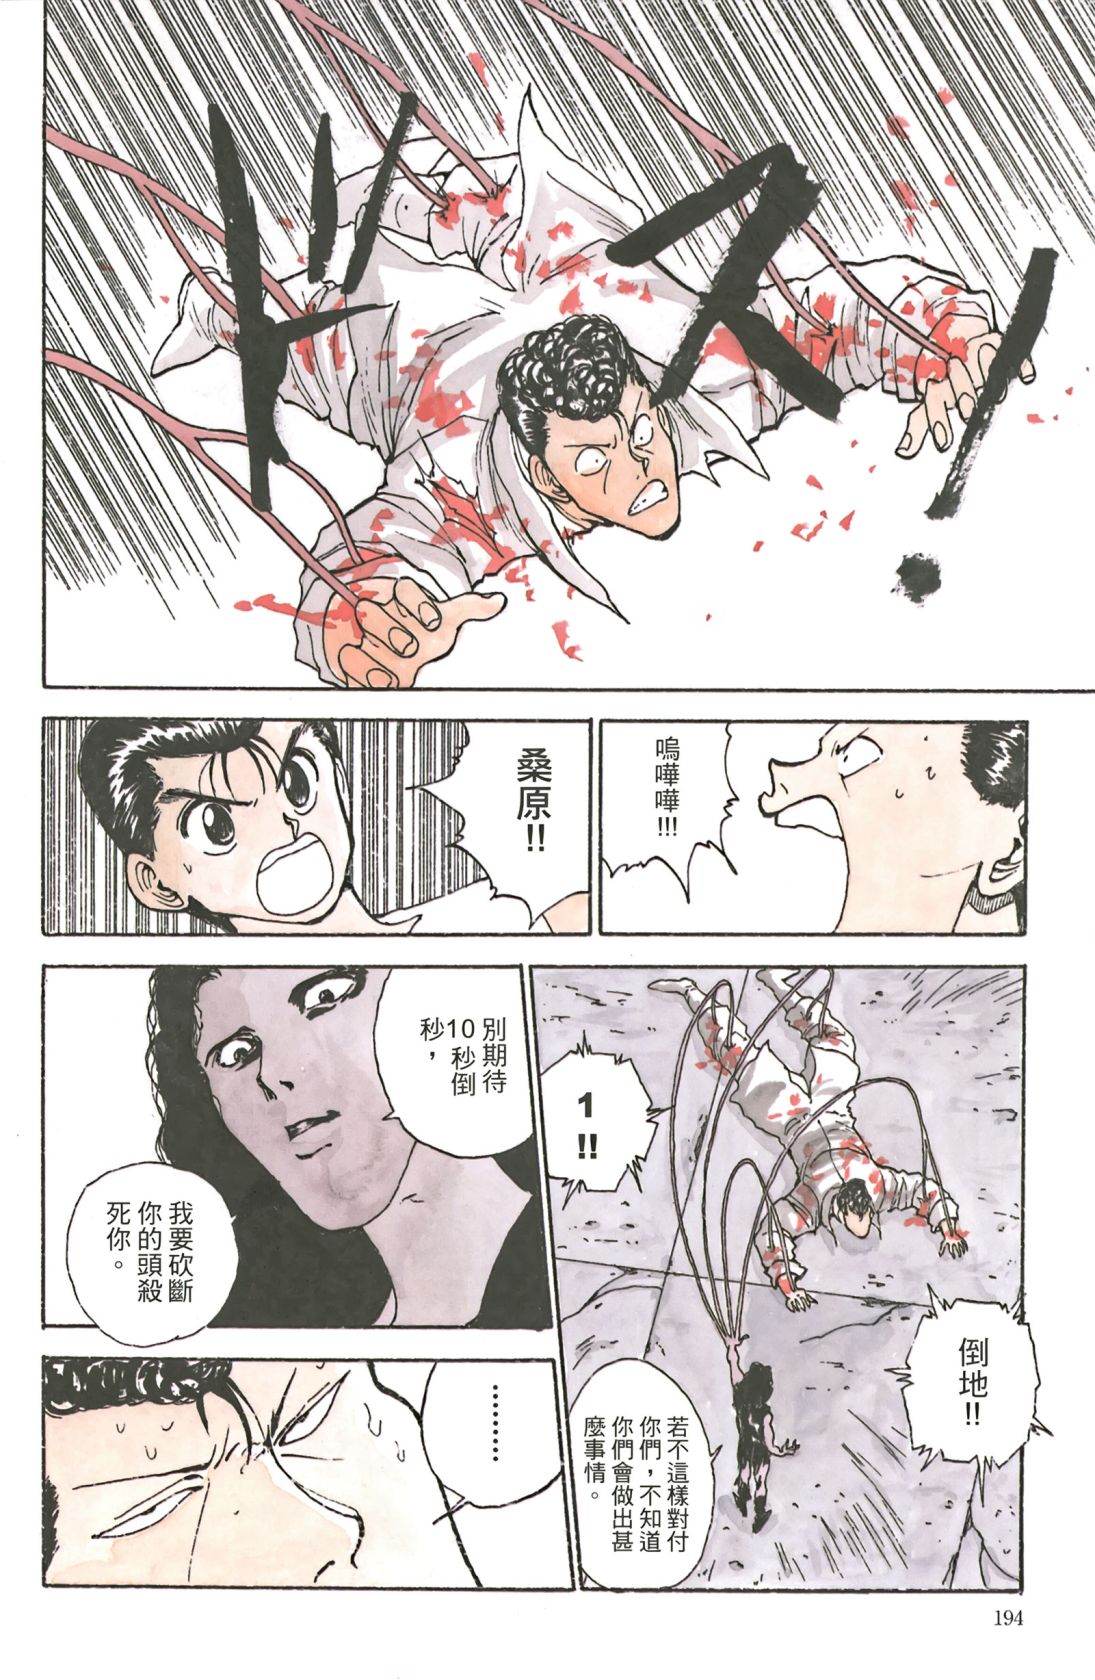 ドスッ!
嗚嘩嘩!!!
桑原!!
倒地!!
若不這樣對付
你們，不知道
你們會做出甚
麼事情。
1!!
別期待
10秒倒
秒，
我要砍斷
你的頭殺
死你。
………
194